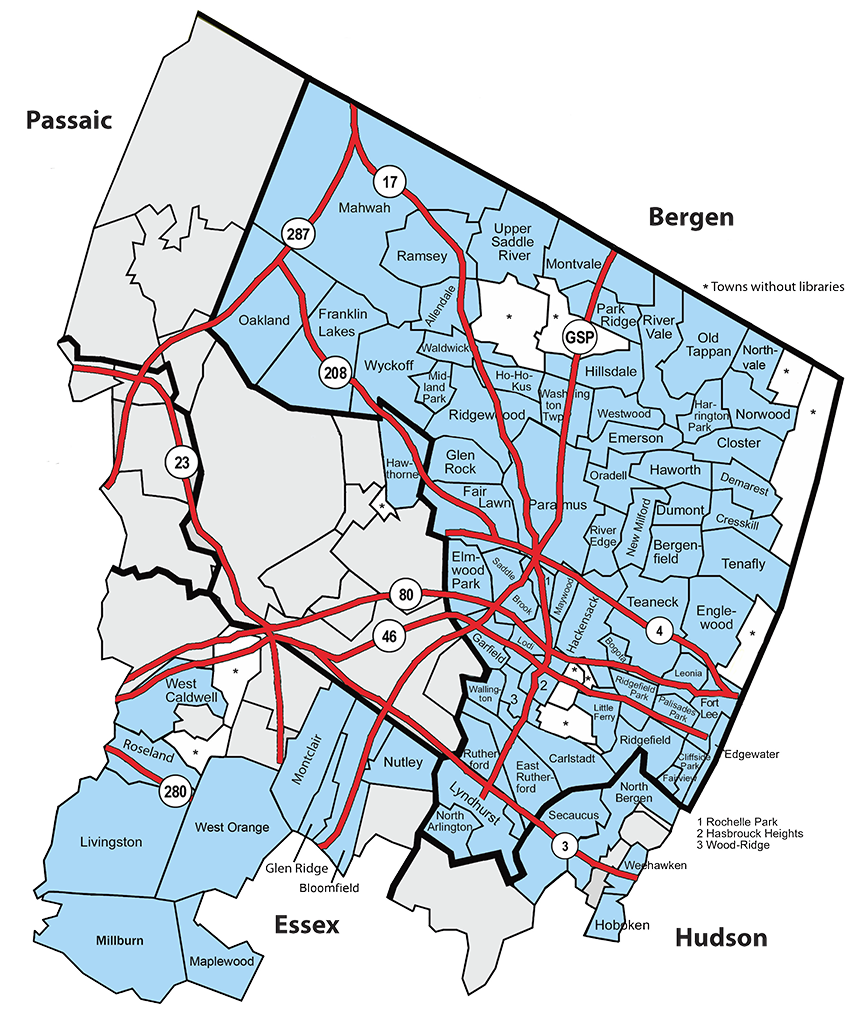 Passaic
Bergen
* Towns without libraries
17
Mahwah
287
Upper
Saddle
River
Ramsey
Montvale
Allendale
*
*
Park
Ridge
River
Vale
Oakland
Franklin
Lakes
GSP
Old
Tappan
North-
vale
*
Waldwick
Wyckoff
208
Hillsdale
Mid-
land
Park
Ho-Ho-
Kus
Washing
ton
Twp
Ridgewood
Westwood
Har-
rington
Park
Norwood
*
Emerson
Closter
23
Haw-
thorne
Glen
Rock
Oradell
Haworth
Demarest
Fair
Lawn
Paramus
*
New Milford
Dumont
Cresskill
River
Edge
Bergen-
field
Tenafly
Elm-
wood
Park
Saddle
Brook
1
Maywood
80
Hackensack
Teaneck
Engle-
wood
46
4
*
Garfield
Lodi
Bogota
Leonia
West
Caldwell
*
*
*
Walling-
ton
3
2
Ridgefield
Park
Palisades
Park
Fort
Lee
Little
Ferry
*
Roseland
*
Montclair
Nutley
Ruther
ford
East
Ruther-
ford
Carlstadt
Ridgefield
Cliffside
Park
Edgewater
Fairview
280
Lyndhurst
North
Bergen
North
Arlington
Secaucus
1 Rochelle Park
2 Hasbrouck Heights
3 Wood-Ridge
Livingston
West Orange
3
Weehawken
Glen Ridge
Bloomfield
Essex
Hoboken
Hudson
Millburn
Maplewood